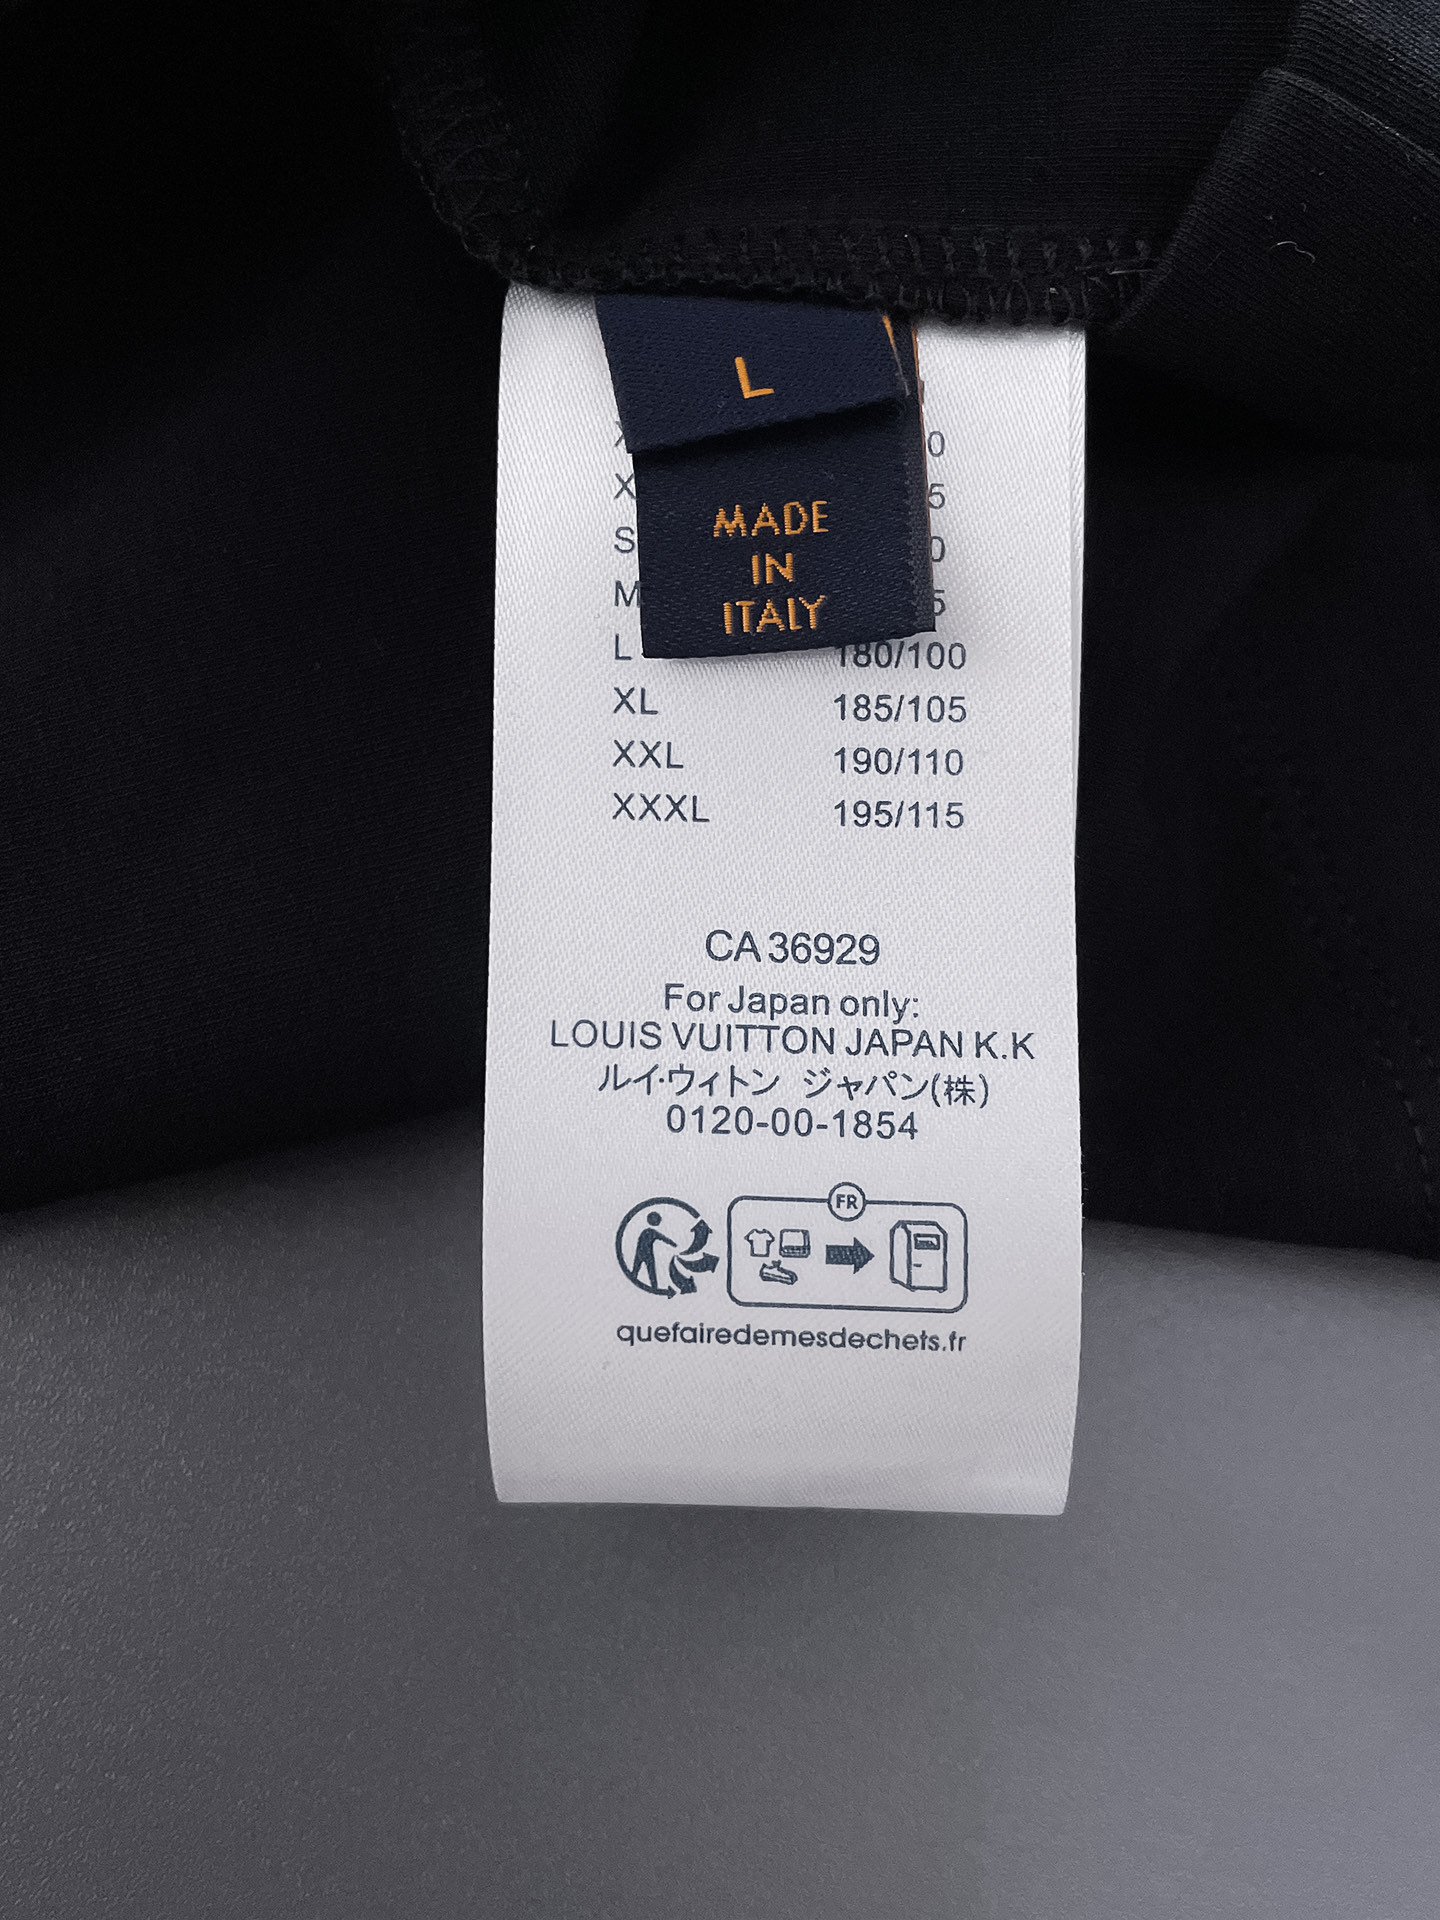 L
MADE
IN
ITALY
L 180/100
XL 185/105
XXL 190/110
XXXL 195/115
CA 36929
For Japan only:
LOUIS VUITTON JAPAN K.K
ルイ・ウィトン ジャパン(株)
0120-00-1854
FR
quefairedemesdechets.fr